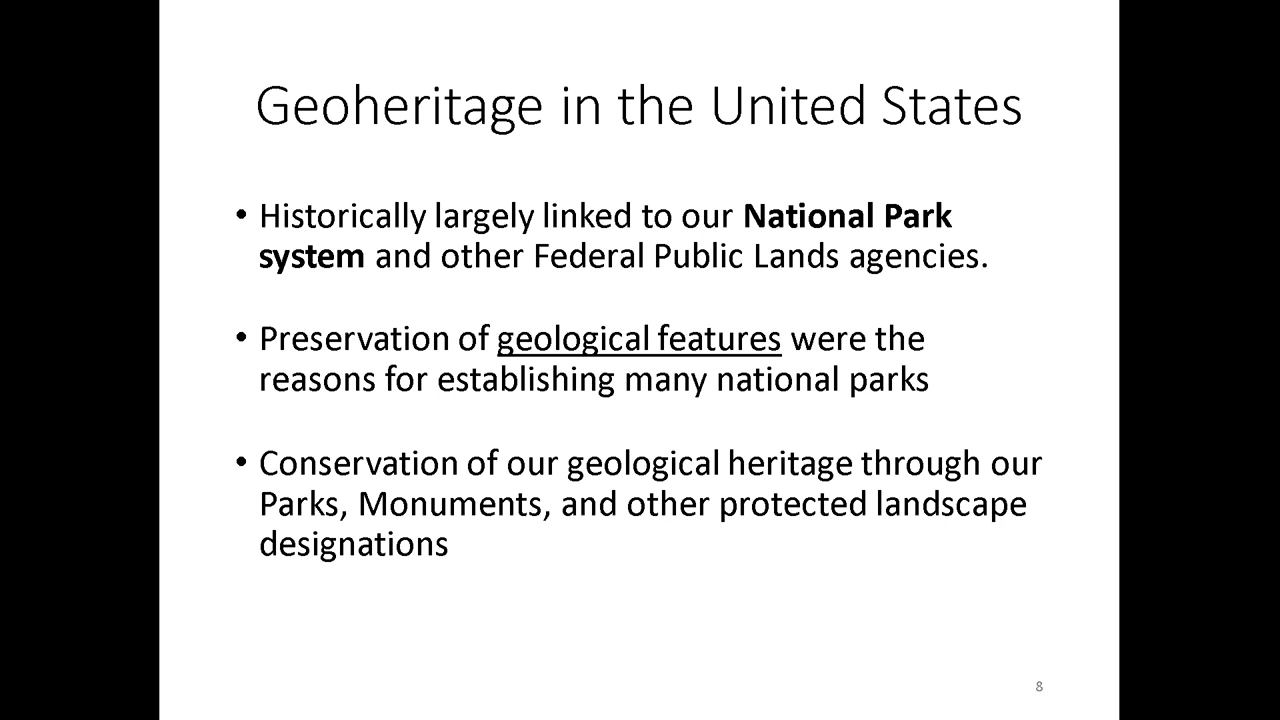 Geoheritage in the United States
• Historically largely linked to our National Park
system and other Federal Public Lands agencies.
• Preservation of geological features were the
reasons for establishing many national parks
• Conservation of our geological heritage through our
Parks, Monuments, and other protected landscape
designations
8